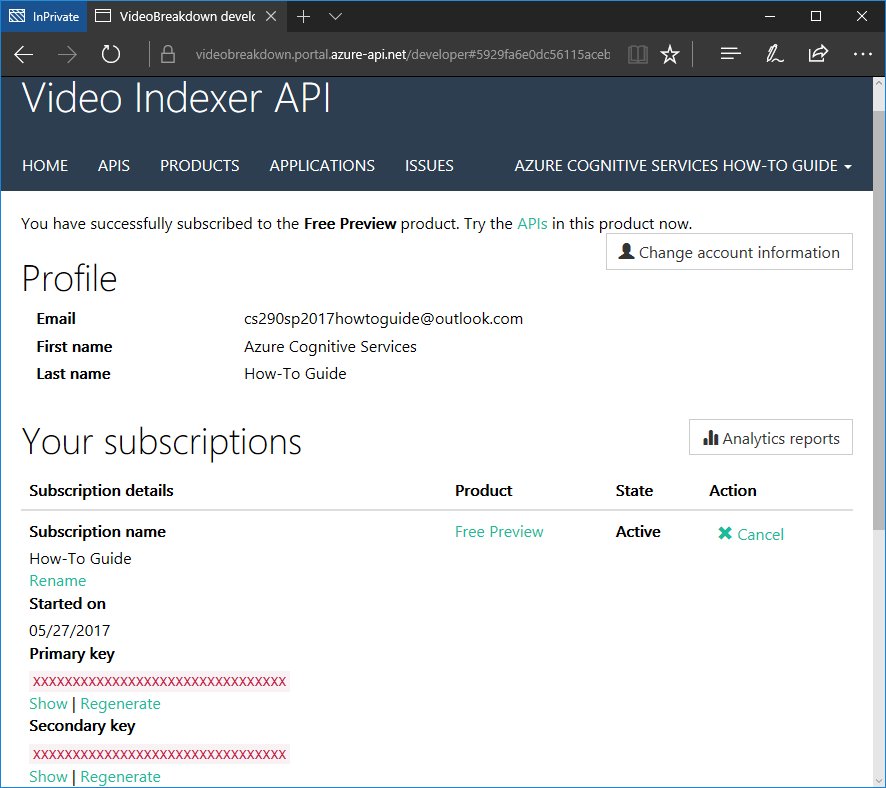 InPrivate VideoBreakdown develo
videobreakdown.portal.azure-api.net/developer#5929fa6e0dc56115aceb
Video Indexer API
HOME APIS PRODUCTS APPLICATIONS ISSUES AZURE COGNITIVE SERVICES HOW-TO GUIDE
You have successfully subscribed to the Free Preview product. Try the APIs in this product now.
Change account information
Profile
Email cs290sp2017howtoguide@outlook.com
First name Azure Cognitive Services
Last name How-To Guide
Your subscriptions
Analytics reports
Subscription details Product State Action
Subscription name Free Preview Active Cancel
How-To Guide
Rename
Started on
05/27/2017
Primary key
XXXXXXXXXXXXXXXXXXXXXXXXXXXXXXXX
Show | Regenerate
Secondary key
XXXXXXXXXXXXXXXXXXXXXXXXXXXXXXXX
Show | Regenerate